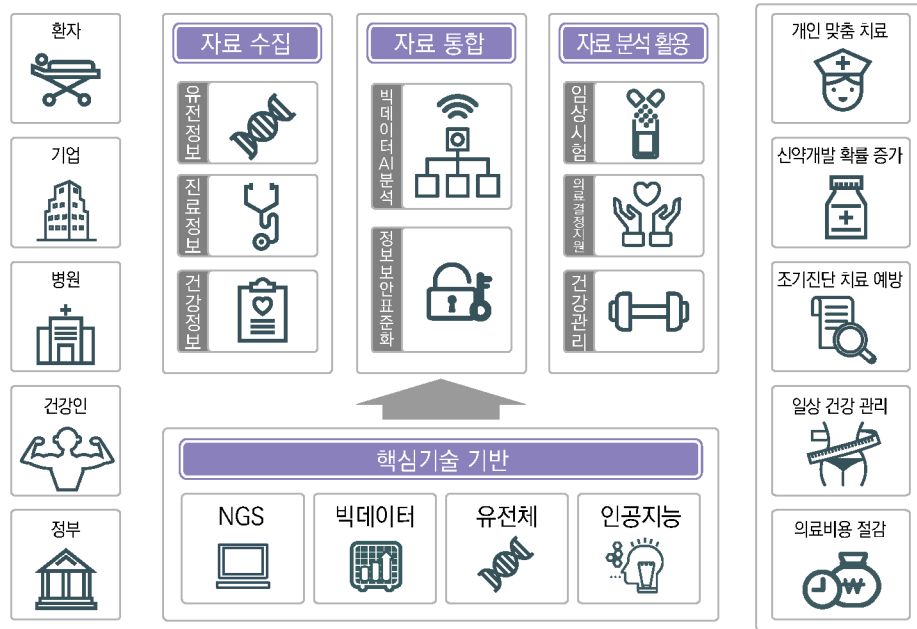 환자
기업
병원
건강인
정부
자료 수집
유전정보
진료정보
건강정보
자료 통합
빅데이터AI분석
정보보안표준화
자료 분석 활용
임상시험
의료결정지원
건강관리
핵심기술 기반
NGS
빅데이터
유전체
인공지능
개인 맞춤 치료
신약개발 확률 증가
조기진단 치료 예방
일상 건강 관리
의료비용 절감
₩